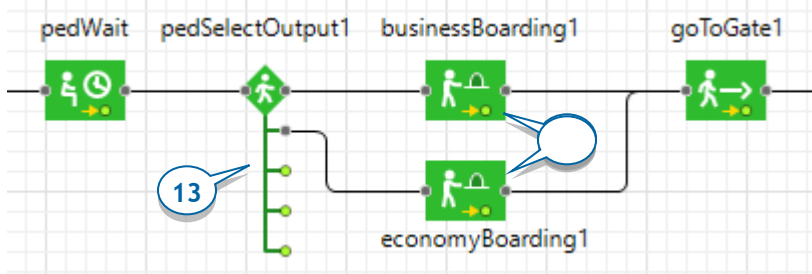 pedWait pedSelectOutput1 businessBoarding1 goToGate1
13
economyBoarding1